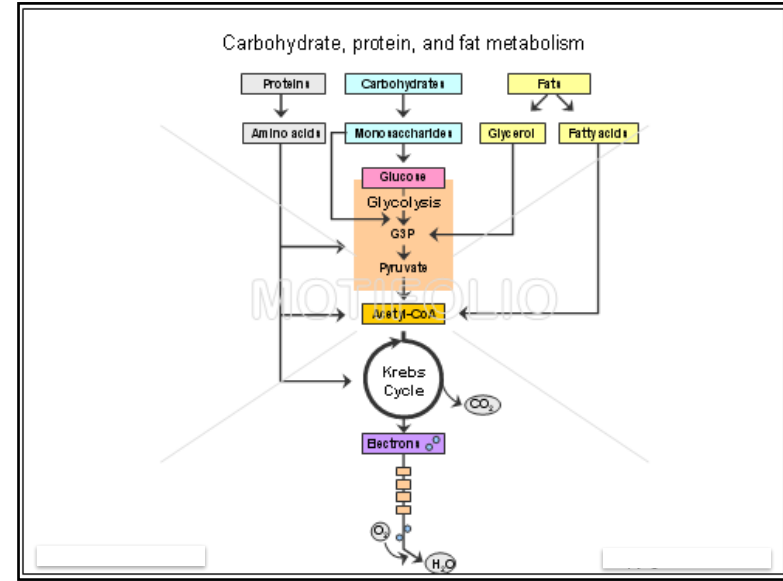 Carbohydrate, protein, and fat metabolism
Proteins
Carbohydrates
Fats
Amino acids
Monosaccharides
Glycerol
Fatty acids
Glucose
Glycolysis
G3P
Pyruvate
MOTIFOLIO
Acetyl-CoA
Krebs
Cycle
CO₂
Electrons
O₂
H₂O